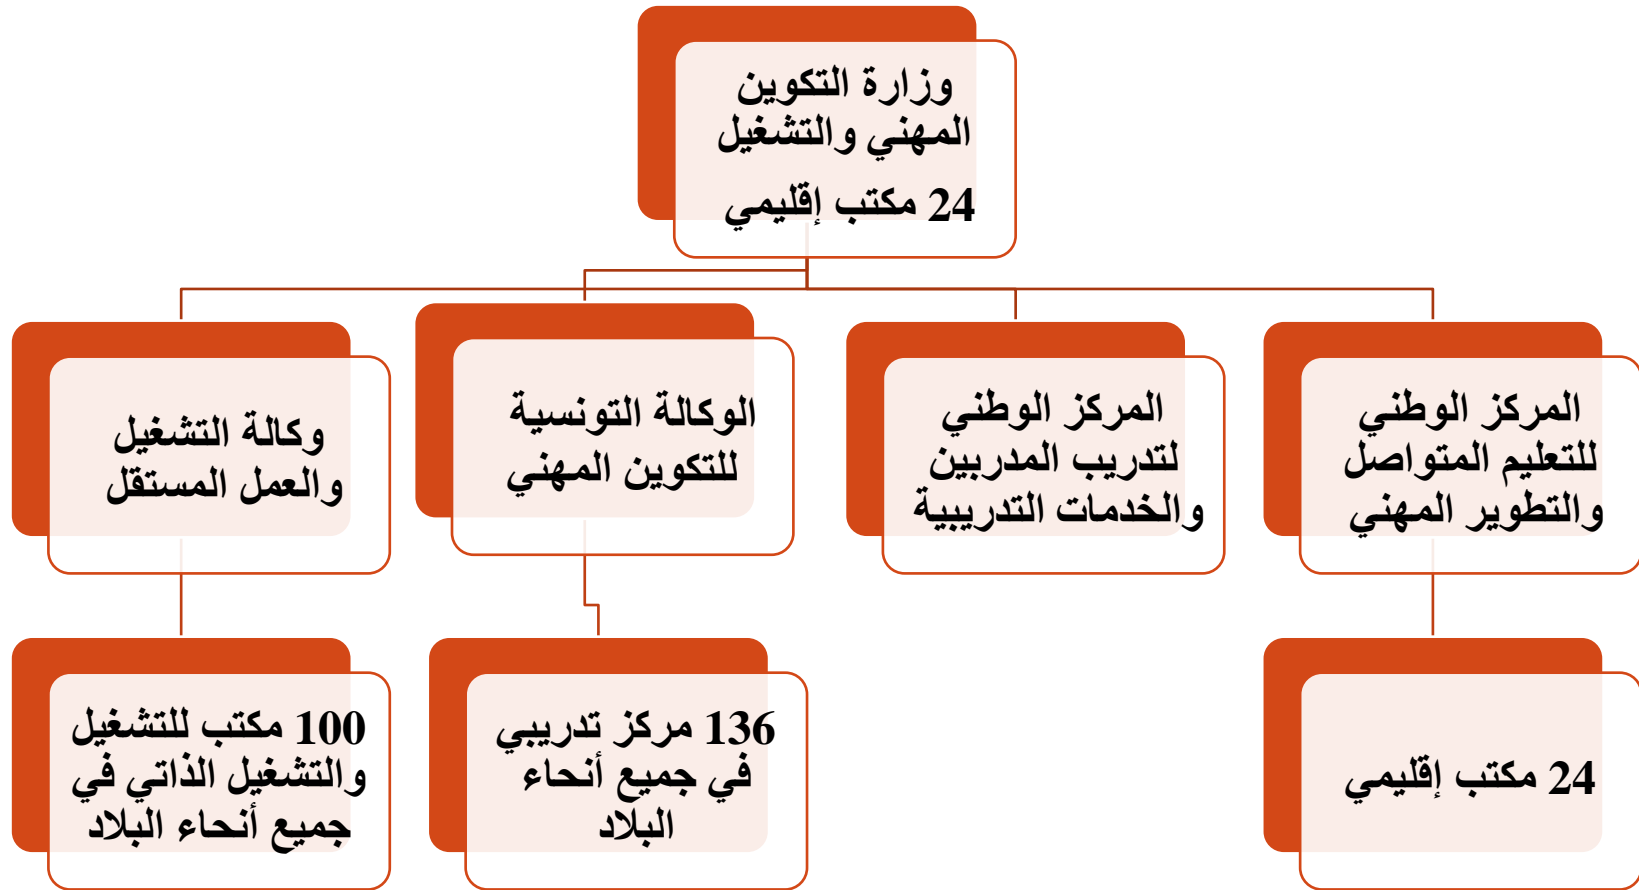 وزارة التكوين
المهني والتشغيل
24 مكتب إقليمي
المركز الوطني
للتعليم المتواصل
والتطوير المهني
المركز الوطني
لتدريب المدربين
والخدمات التدريبية
الوكالة التونسية
للتكوين المهني
وكالة التشغيل
والعمل المستقل
24 مكتب إقليمي
136 مركز تدريبي
في جميع أنحاء
البلاد
100 مكتب للتشغيل
والتشغيل الذاتي في
جميع أنحاء البلاد